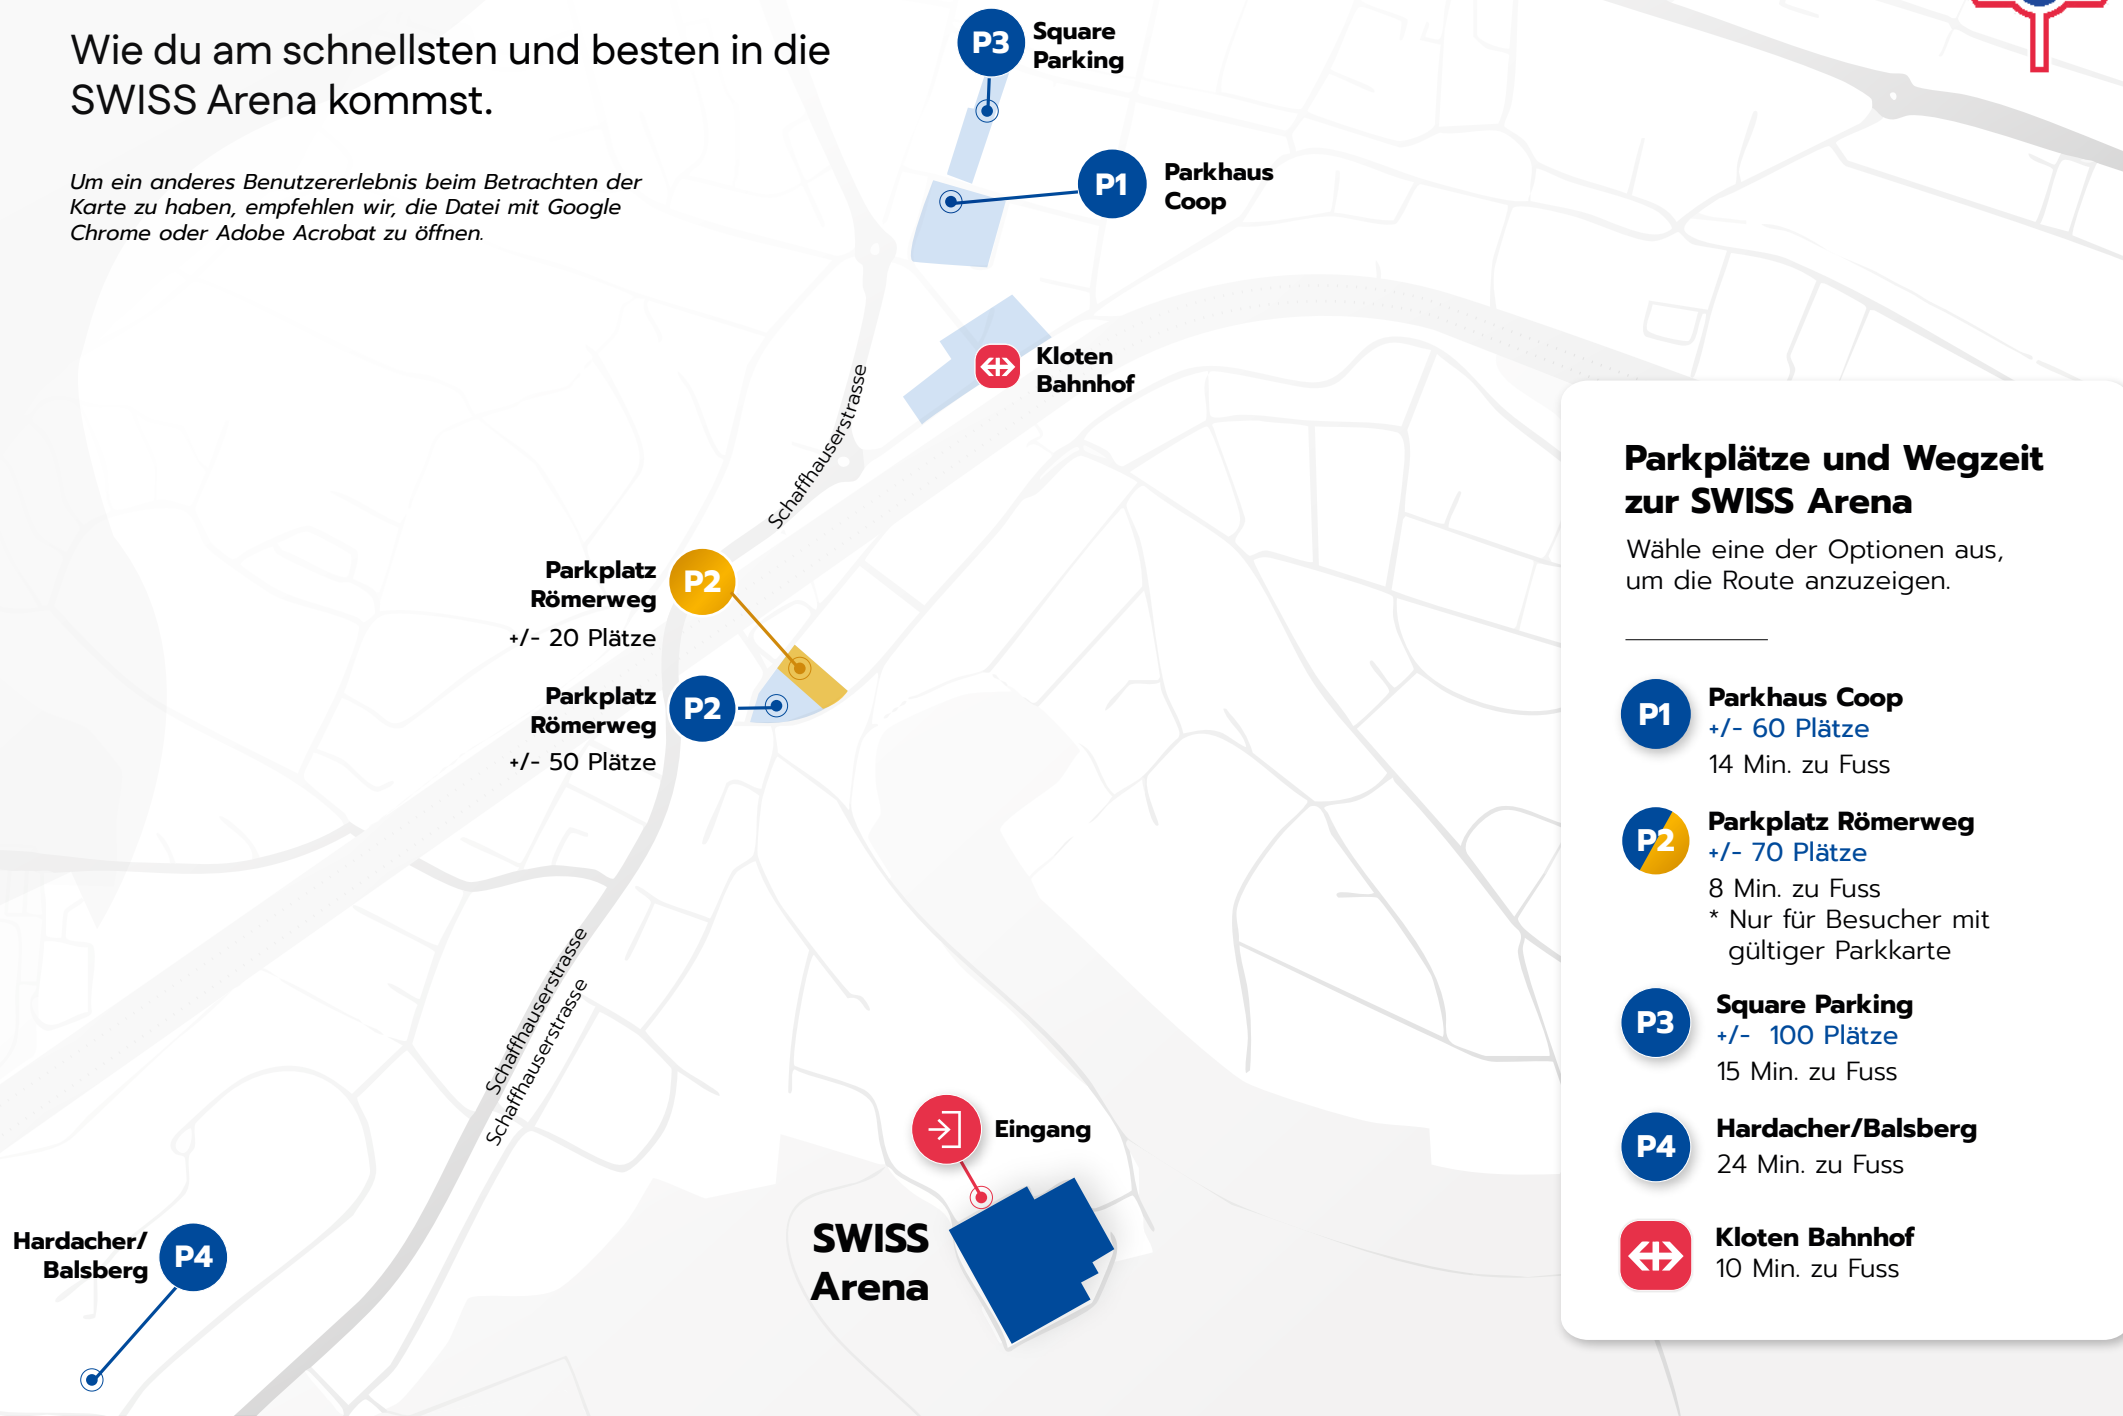 Wie du am schnellsten und besten in die
SWISS Arena kommst.
Um ein anderes Benutzererlebnis beim Betrachten der
Karte zu haben, empfehlen wir, die Datei mit Google
Chrome oder Adobe Acrobat zu öffnen.
P3
Square
Parking
P1
Parkhaus
Coop
Kloten
Bahnhof
Schaffhauserstrasse
Parkplatz
Römerweg
+/- 20 Plätze
P2
Parkplatz
Römerweg
+/- 50 Plätze
P2
Schaffhauserstrasse
Schaffhauserstrasse
Eingang
SWISS
Arena
Hardacher/
Balsberg
P4
Parkplätze und Wegzeit
zur SWISS Arena
Wähle eine der Optionen aus,
um die Route anzuzeigen.
P1
Parkhaus Coop
+/- 60 Plätze
14 Min. zu Fuss
P2
Parkplatz Römerweg
+/- 70 Plätze
8 Min. zu Fuss
* Nur für Besucher mit
gültiger Parkkarte
P3
Square Parking
+/- 100 Plätze
15 Min. zu Fuss
P4
Hardacher/Balsberg
24 Min. zu Fuss
Kloten Bahnhof
10 Min. zu Fuss